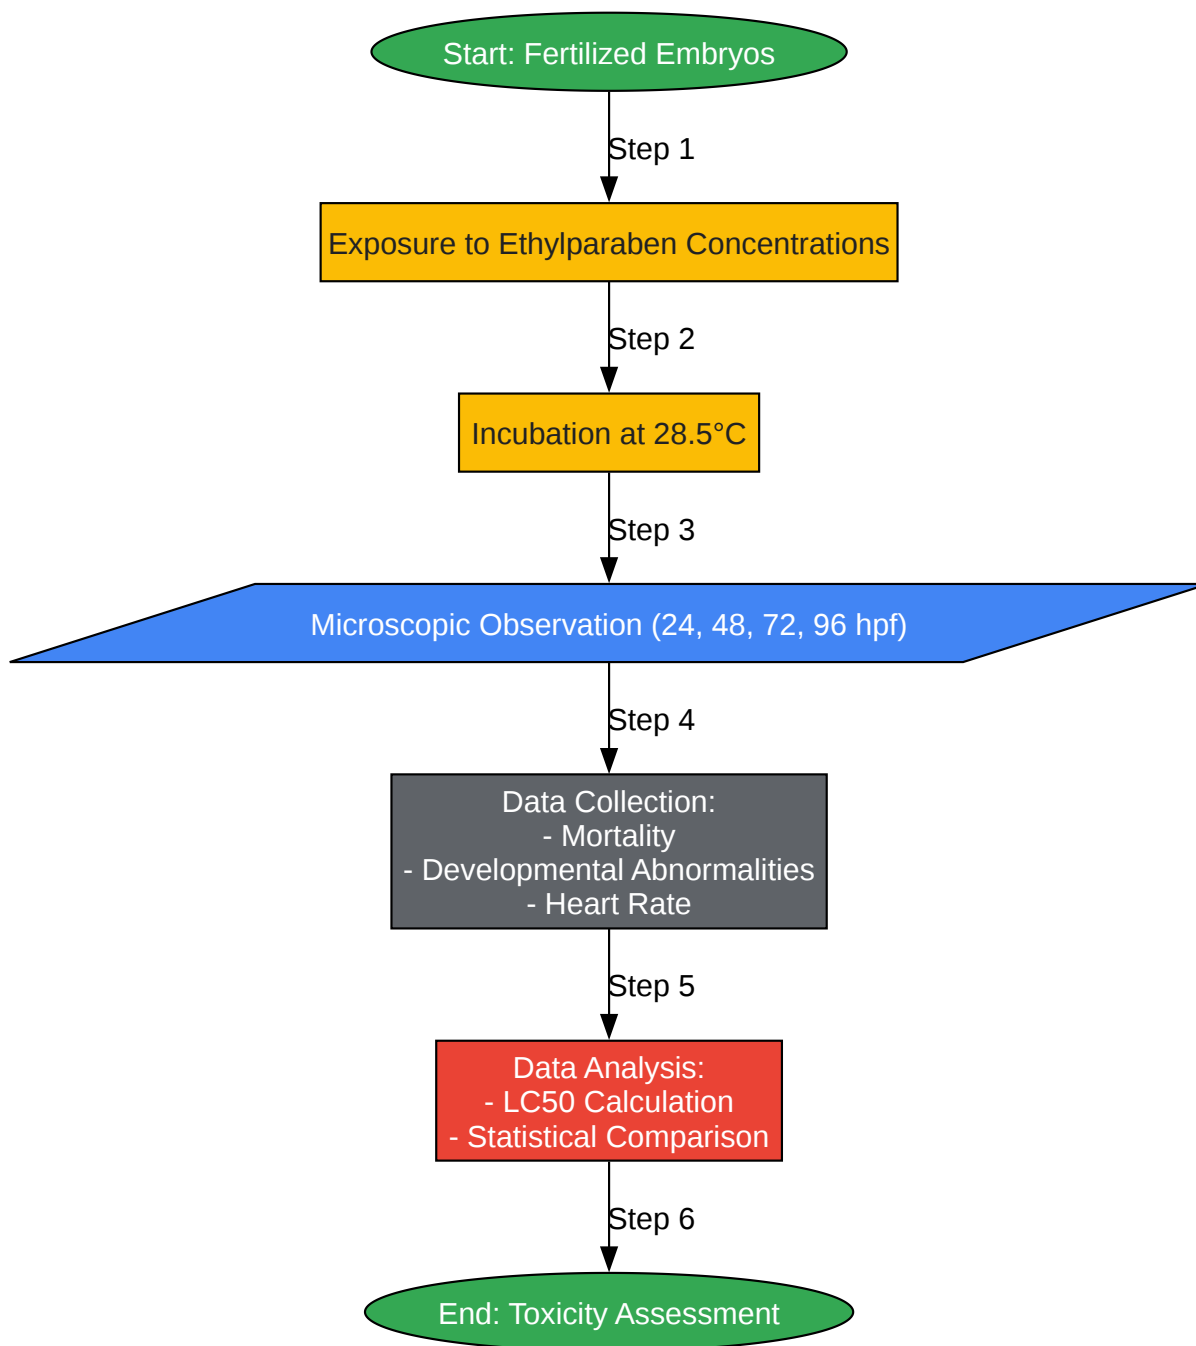 Start: Fertilized Embryos
Step 1
Exposure to Ethylparaben Concentrations
Step 2
Incubation at 28.5°C
Step 3
Microscopic Observation (24, 48, 72, 96 hpf)
Step 4
Data Collection:
- Mortality
- Developmental Abnormalities
- Heart Rate
Step 5
Data Analysis:
- LC50 Calculation
- Statistical Comparison
Step 6
End: Toxicity Assessment